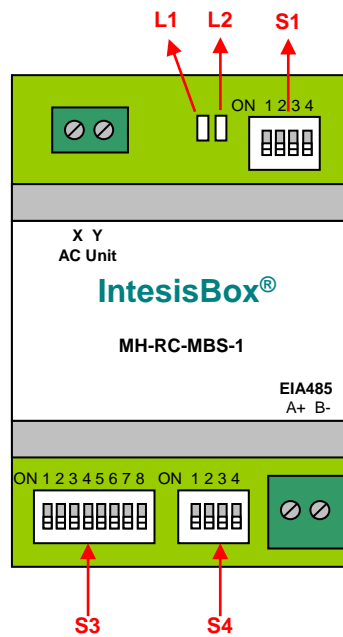 L1 L2 S1
ON 1 2 3 4
X Y
AC Unit
IntesisBox®
MH-RC-MBS-1
EIA485
A+ B-
ON 1 2 3 4 5 6 7 8 ON 1 2 3 4
S3 S4